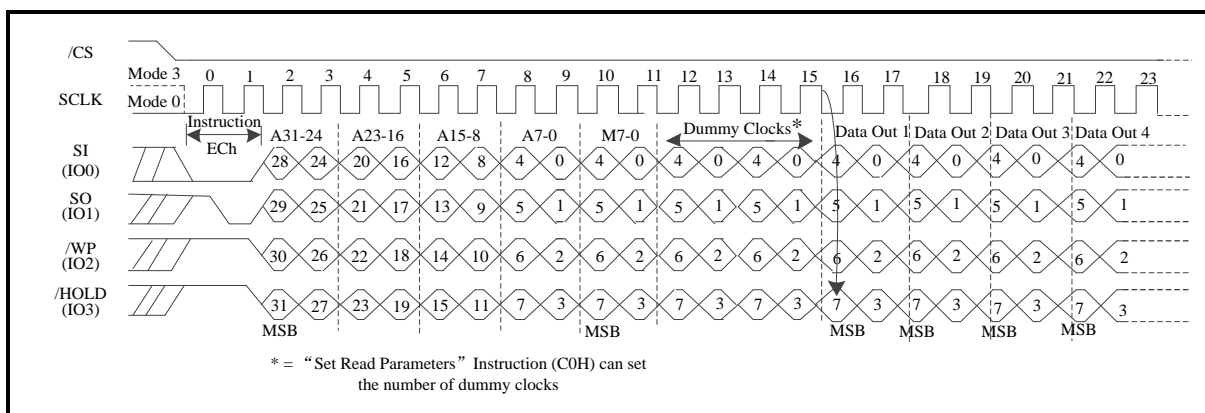 /CS
Mode 3 0 1 2 3 4 5 6 7 8 9 10 11 12 13 14 15 16 17 18 19 20 21 22 23
SCLK Mode 0
Instruction A31-24 A23-16 A15-8 A7-0 M7-0 Dummy Clocks* Data Out 1 Data Out 2 Data Out 3 Data Out 4
ECh
SI 28 24 20 16 12 8 4 0 4 0 4 0 4 0 4 0 4 0 4 0 4 0
(IO0)
SO 29 25 21 17 13 9 5 1 5 1 5 1 5 1 5 1 5 1 5 1 5 1
(IO1)
/WP 30 26 22 18 14 10 6 2 6 2 6 2 6 2 6 2 6 2 6 2 6 2
(IO2)
/HOLD 31 27 23 19 15 11 7 3 7 3 7 3 7 3 7 3 7 3 7 3 7 3
(IO3)
MSB MSB MSB MSB MSB MSB
* = “Set Read Parameters” Instruction (C0H) can set
the number of dummy clocks